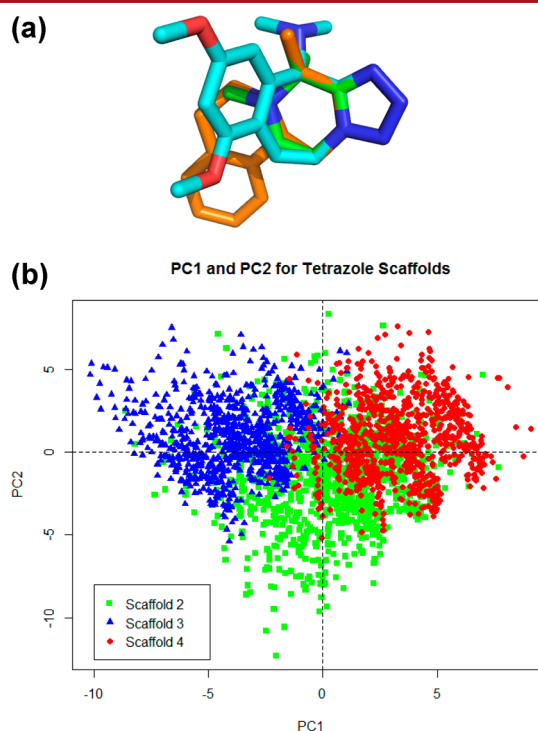 (a)
(b)
PC1 and PC2 for Tetrazole Scaffolds
5
0
-5
-10
PC2
Scaffold 2
Scaffold 3
Scaffold 4
-10 -5 0 5
PC1